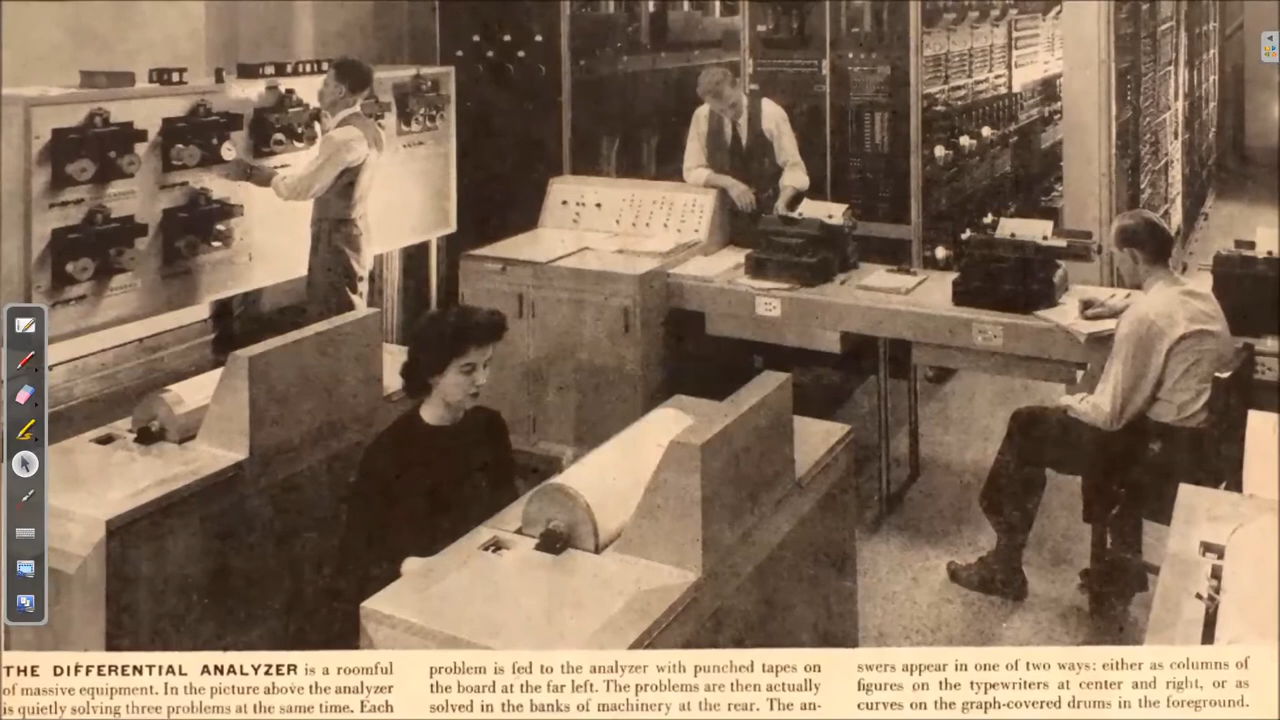 THE DIFFERENTIAL ANALYZER is a roomful
of massive equipment. In the picture above the analyzer
is quietly solving three problems at the same time. Each
problem is fed to the analyzer with punched tapes on
the board at the far left. The problems are then actually
solved in the banks of machinery at the rear. The an-
swers appear in one of two ways: either as columns of
figures on the typewriters at center and right, or as
curves on the graph-covered drums in the foreground.